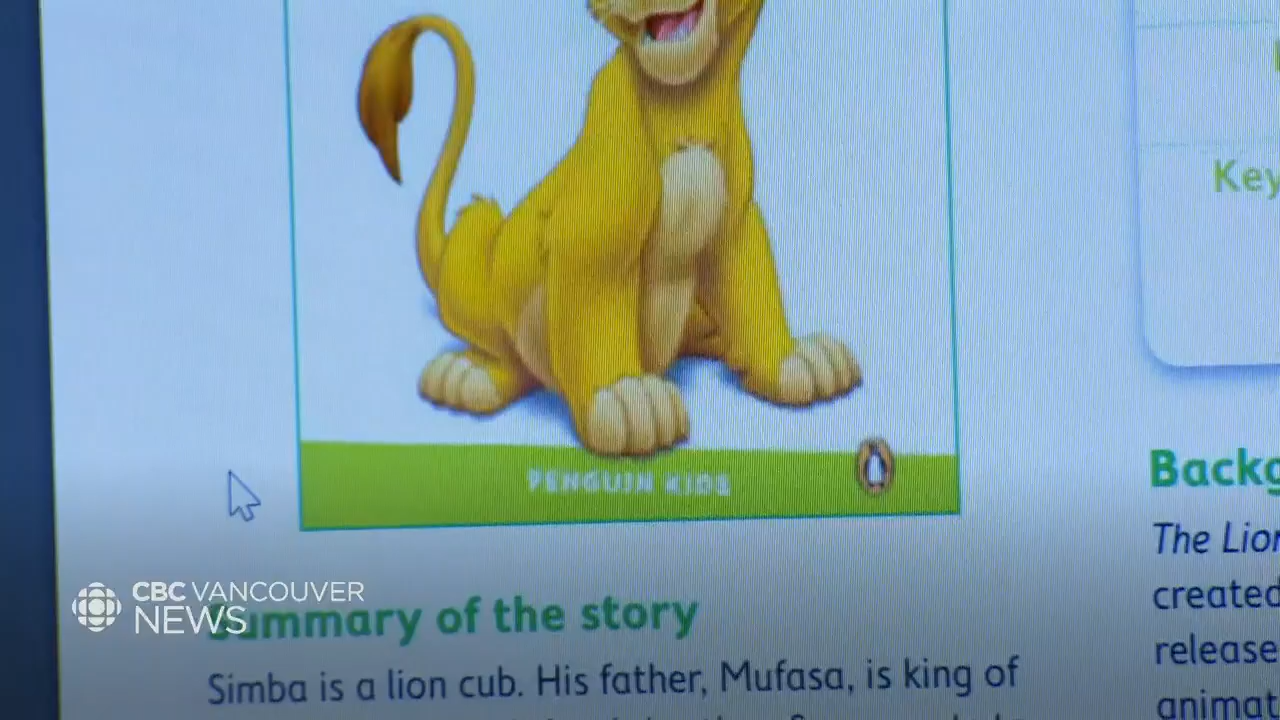 Key
PENGUIN KIDS
Backg
The Lion
created
release
animat
CBC VANCOUVER
NEWS
Summary of the story
Simba is a lion cub. His father, Mufasa, is king of